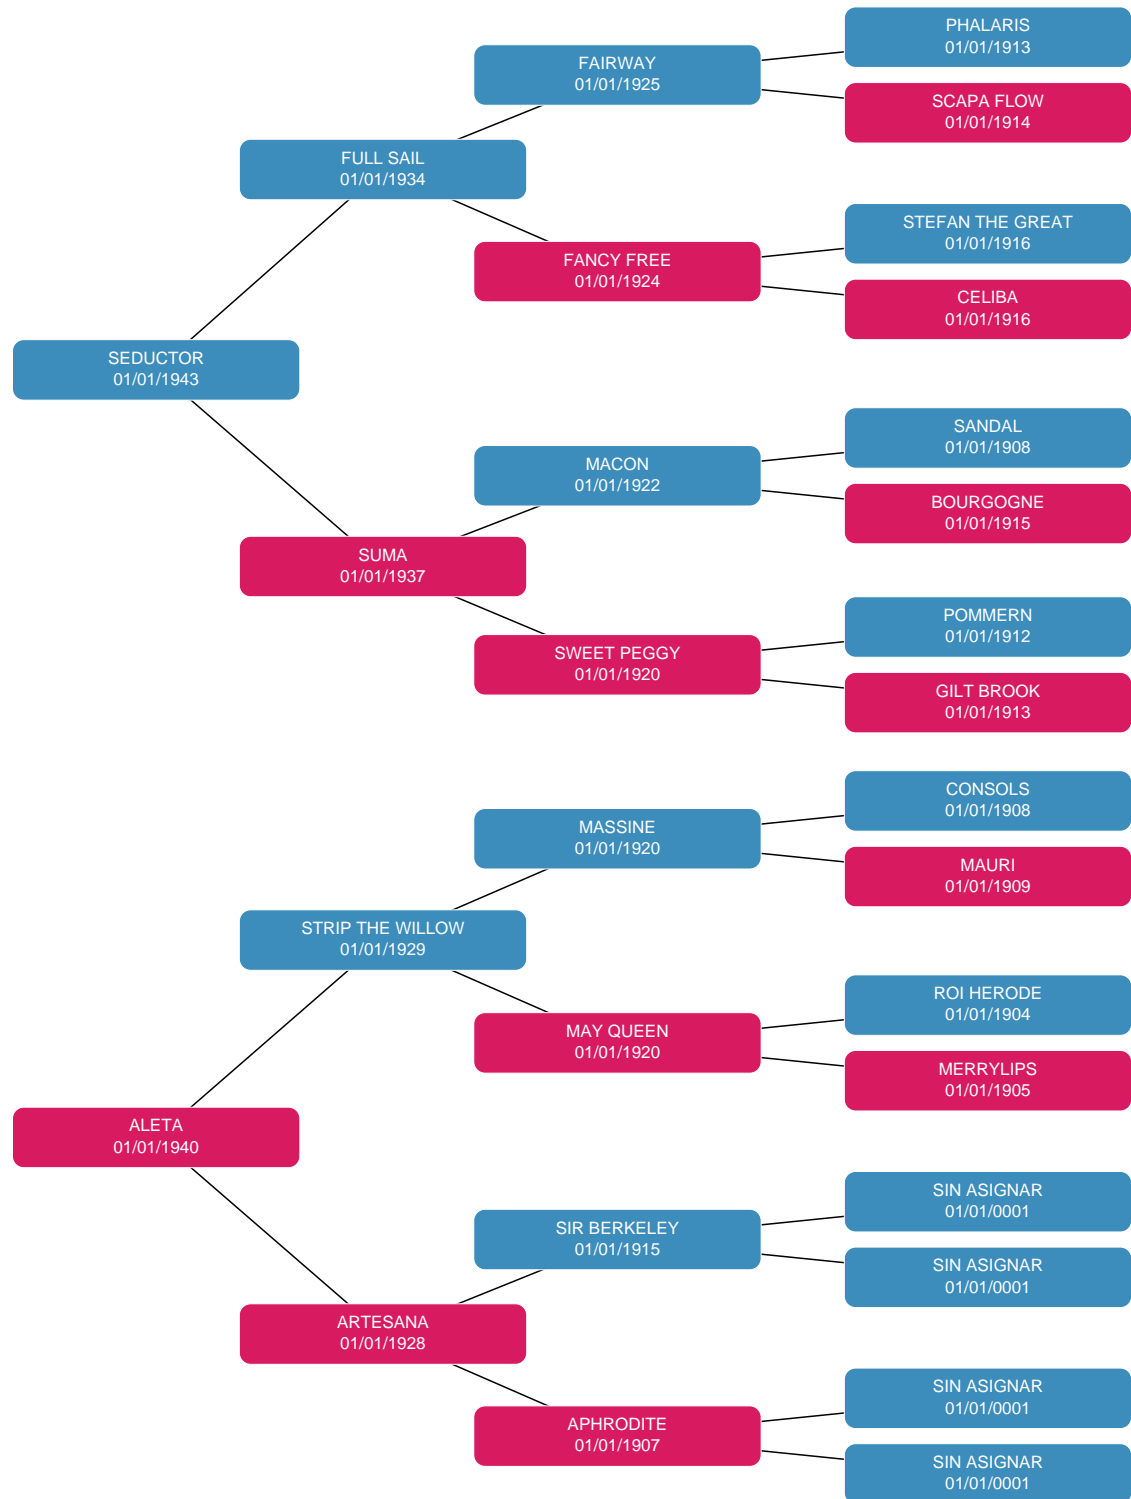 PHALARIS
01/01/1913
FAIRWAY
01/01/1925
SCAPA FLOW
01/01/1914
FULL SAIL
01/01/1934
STEFAN THE GREAT
01/01/1916
FANCY FREE
01/01/1924
CELIBA
01/01/1916
SEDUCTOR
01/01/1943
SANDAL
01/01/1908
MACON
01/01/1922
BOURGOGNE
01/01/1915
SUMA
01/01/1937
POMMERN
01/01/1912
SWEET PEGGY
01/01/1920
GILT BROOK
01/01/1913
CONSOLS
01/01/1908
MASSINE
01/01/1920
MAURI
01/01/1909
STRIP THE WILLOW
01/01/1929
ROI HERODE
01/01/1904
MAY QUEEN
01/01/1920
MERRYLIPS
01/01/1905
ALETA
01/01/1940
SIN ASIGNAR
01/01/0001
SIR BERKELEY
01/01/1915
SIN ASIGNAR
01/01/0001
ARTESANA
01/01/1928
SIN ASIGNAR
01/01/0001
APHRODITE
01/01/1907
SIN ASIGNAR
01/01/0001